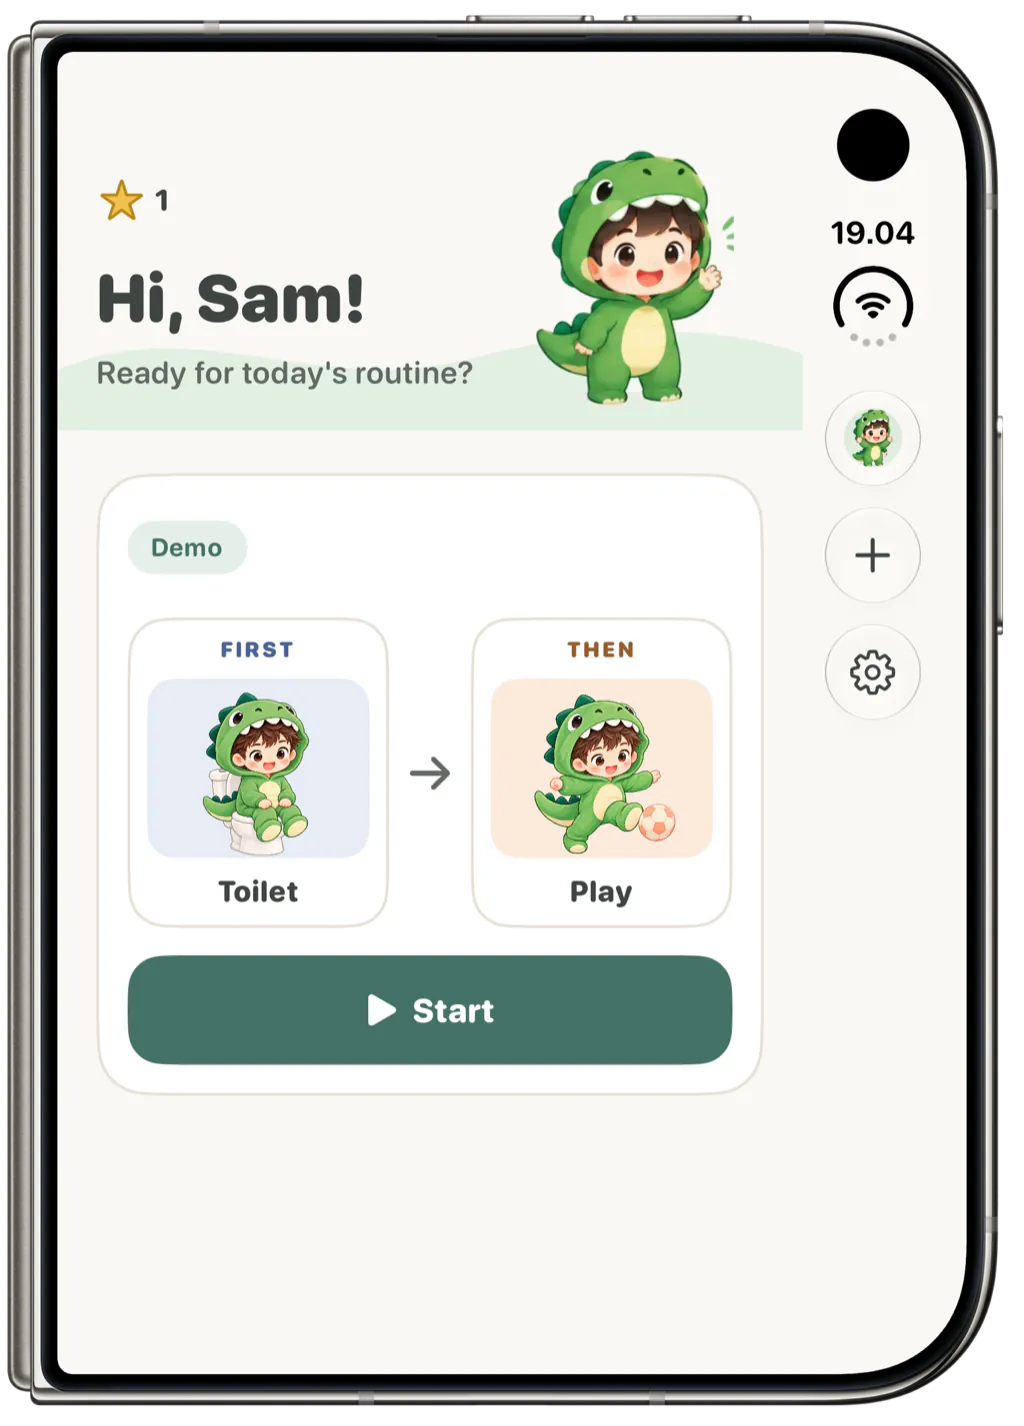 1
19.04
Hi, Sam!
Ready for today's routine?
Demo
FIRST
THEN
Toilet
Play
Start